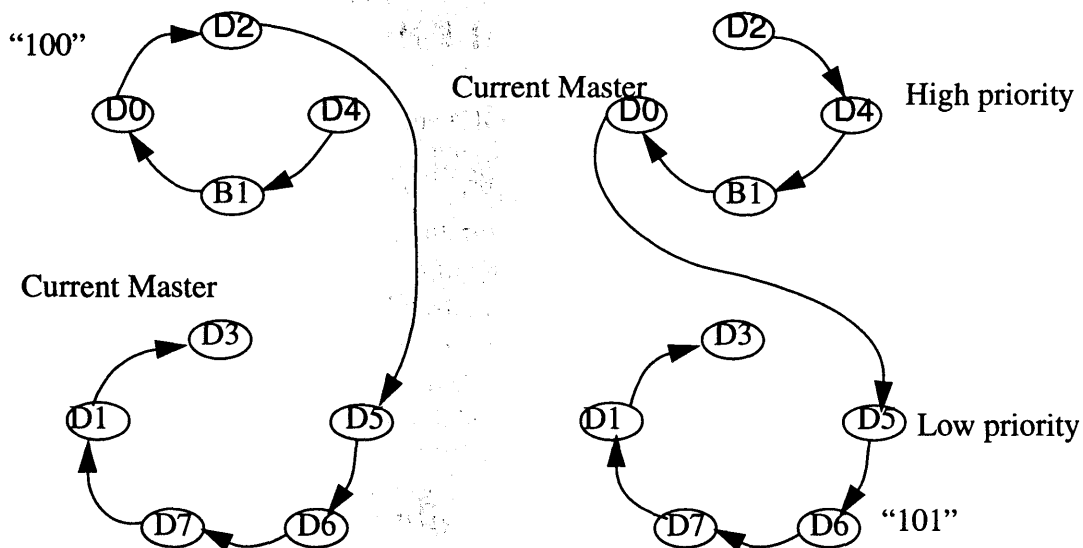 “100”
D2
D0
D4
B1
Current Master
D3
D1
D5
D7
D6
D2
Current Master
D0
D4
High priority
B1
D3
D1
D5
Low priority
D7
D6
“101”